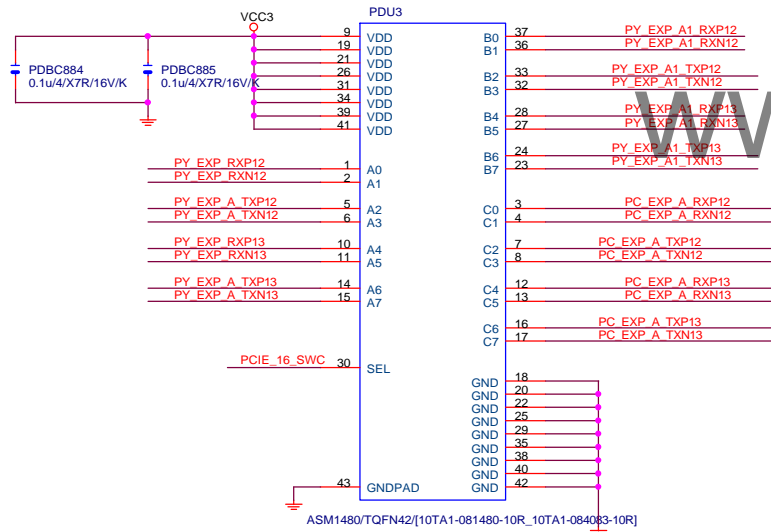 PDU3
VCC3
PDBC884
0.1u/4/X7R/16V/K
PDBC885
0.1u/4/X7R/16V/K
9 VDD
19 VDD
21 VDD
26 VDD
31 VDD
34 VDD
39 VDD
41 VDD
PY_EXP_RXP12 1 A0
PY_EXP_RXN12 2 A1
PY_EXP_A_TXP12 5 A2
PY_EXP_A_TXN12 6 A3
PY_EXP_RXP13 10 A4
PY_EXP_RXN13 11 A5
PY_EXP_A_TXP13 14 A6
PY_EXP_A_TXN13 15 A7
PCIE_16_SWC 30 SEL
43 GNDPAD
B0 37 PY_EXP_A1_RXP12
B1 36 PY_EXP_A1_RXN12
B2 33 PY_EXP_A1_TXP12
B3 32 PY_EXP_A1_TXN12
B4 28 PY_EXP_A1_RXP13
B5 27 PY_EXP_A1_RXN13
B6 24 PY_EXP_A1_TXP13
B7 23 PY_EXP_A1_TXN13
C0 3 PC_EXP_A_RXP12
C1 4 PC_EXP_A_RXN12
C2 7 PC_EXP_A_TXP12
C3 8 PC_EXP_A_TXN12
C4 12 PC_EXP_A_RXP13
C5 13 PC_EXP_A_RXN13
C6 16 PC_EXP_A_TXP13
C7 17 PC_EXP_A_TXN13
GND 18
GND 20
GND 22
GND 25
GND 29
GND 35
GND 38
GND 40
GND 42
ASM1480/TQFN42/[10TA1-081480-10R_10TA1-084083-10R]